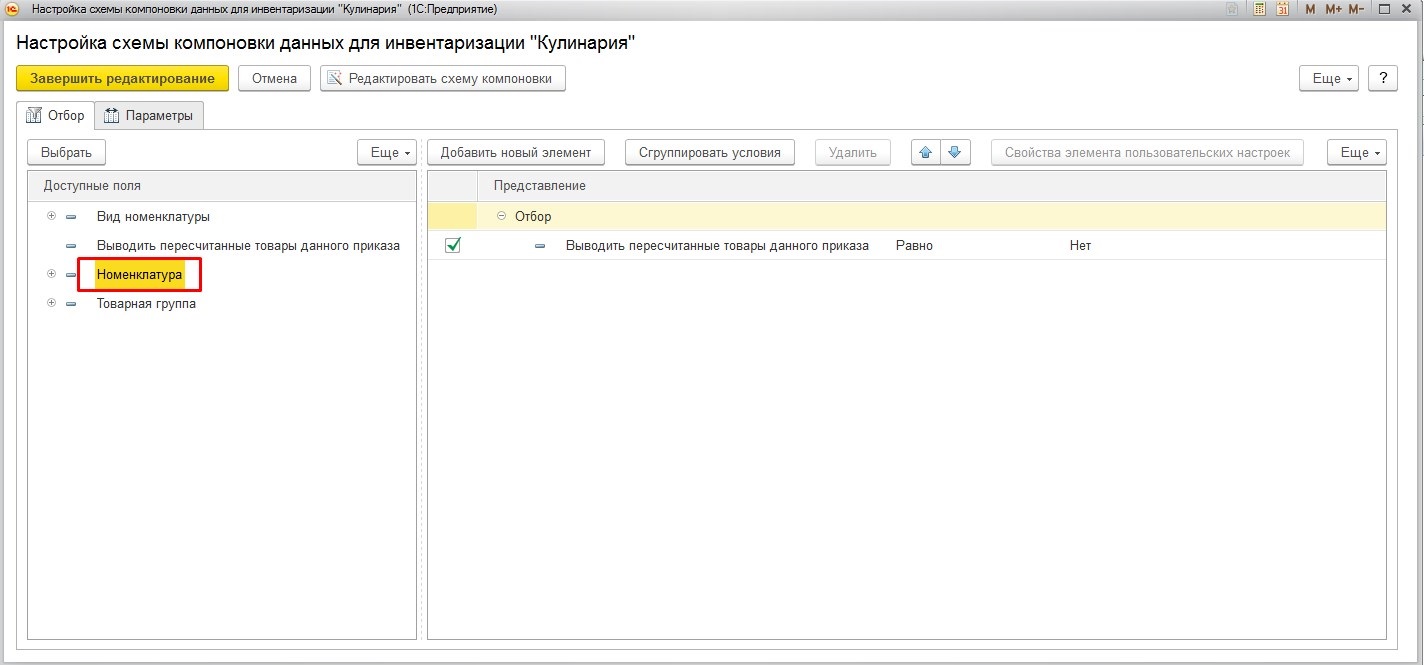 Настройка схемы компоновки данных для инвентаризации "Кулинария" (1С:Предприятие)
M M+ M-
Настройка схемы компоновки данных для инвентаризации "Кулинария"
Завершить редактирование Отмена Редактировать схему компоновки Еще ?
Отбор Параметры
Выбрать Еще Добавить новый элемент Сгруппировать условия Удалить Свойства элемента пользовательских настроек Еще
Доступные поля Представление
Вид номенклатуры Отбор
Выводить пересчитанные товары данного приказа Выводить пересчитанные товары данного приказа Равно Нет
Номенклатура
Товарная группа